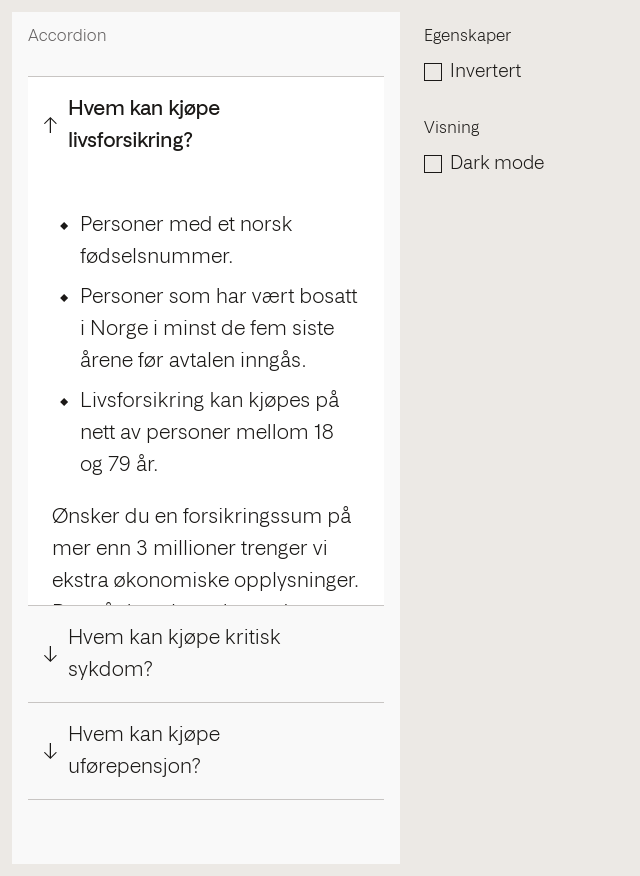 Accordion
Hvem kan kjøpe
livsforsikring?
Personer med et norsk
fødselsnummer.
Personer som har vært bosatt
i Norge i minst de fem siste
årene før avtalen inngås.
Livsforsikring kan kjøpes på
nett av personer mellom 18
og 79 år.
Ønsker du en forsikringssum på
mer enn 3 millioner trenger vi
ekstra økonomiske opplysninger.
Hvem kan kjøpe kritisk
sykdom?
Hvem kan kjøpe
uførepensjon?
Egenskaper
Invertert
Visning
Dark mode